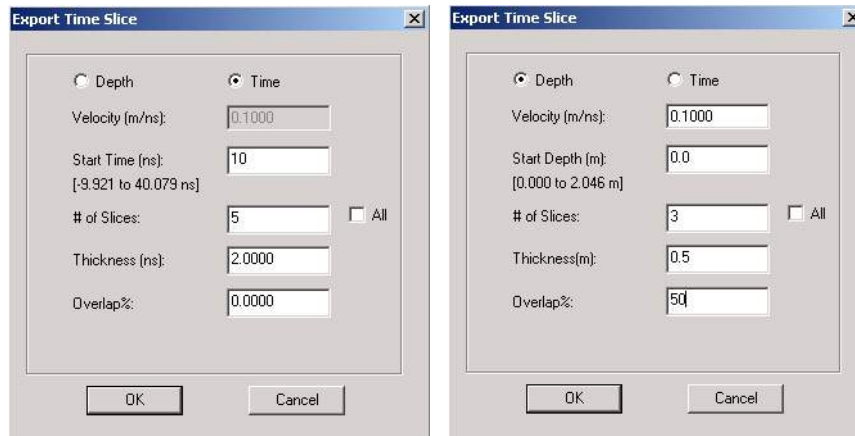 Export Time Slice
Depth Time
Velocity (m/ns): 0.1000
Start Time (ns): 10
[-9.921 to 40.079 ns]
# of Slices: 5 All
Thickness (ns): 2.0000
Overlap%: 0.0000
OK Cancel
Export Time Slice
Depth Time
Velocity (m/ns): 0.1000
Start Depth (m): 0.0
[0.000 to 2.046 m]
# of Slices: 3 All
Thickness(m): 0.5
Overlap%: 50
OK Cancel